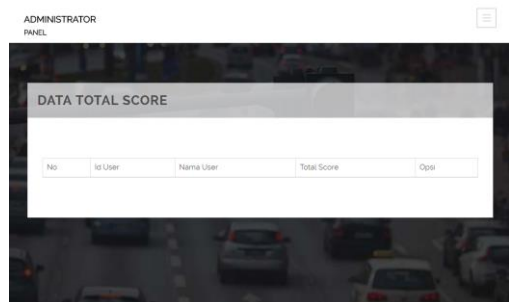 ADMINISTRATOR
PANEL
DATA TOTAL SCORE
No Id User Nama User Total Score Opsi